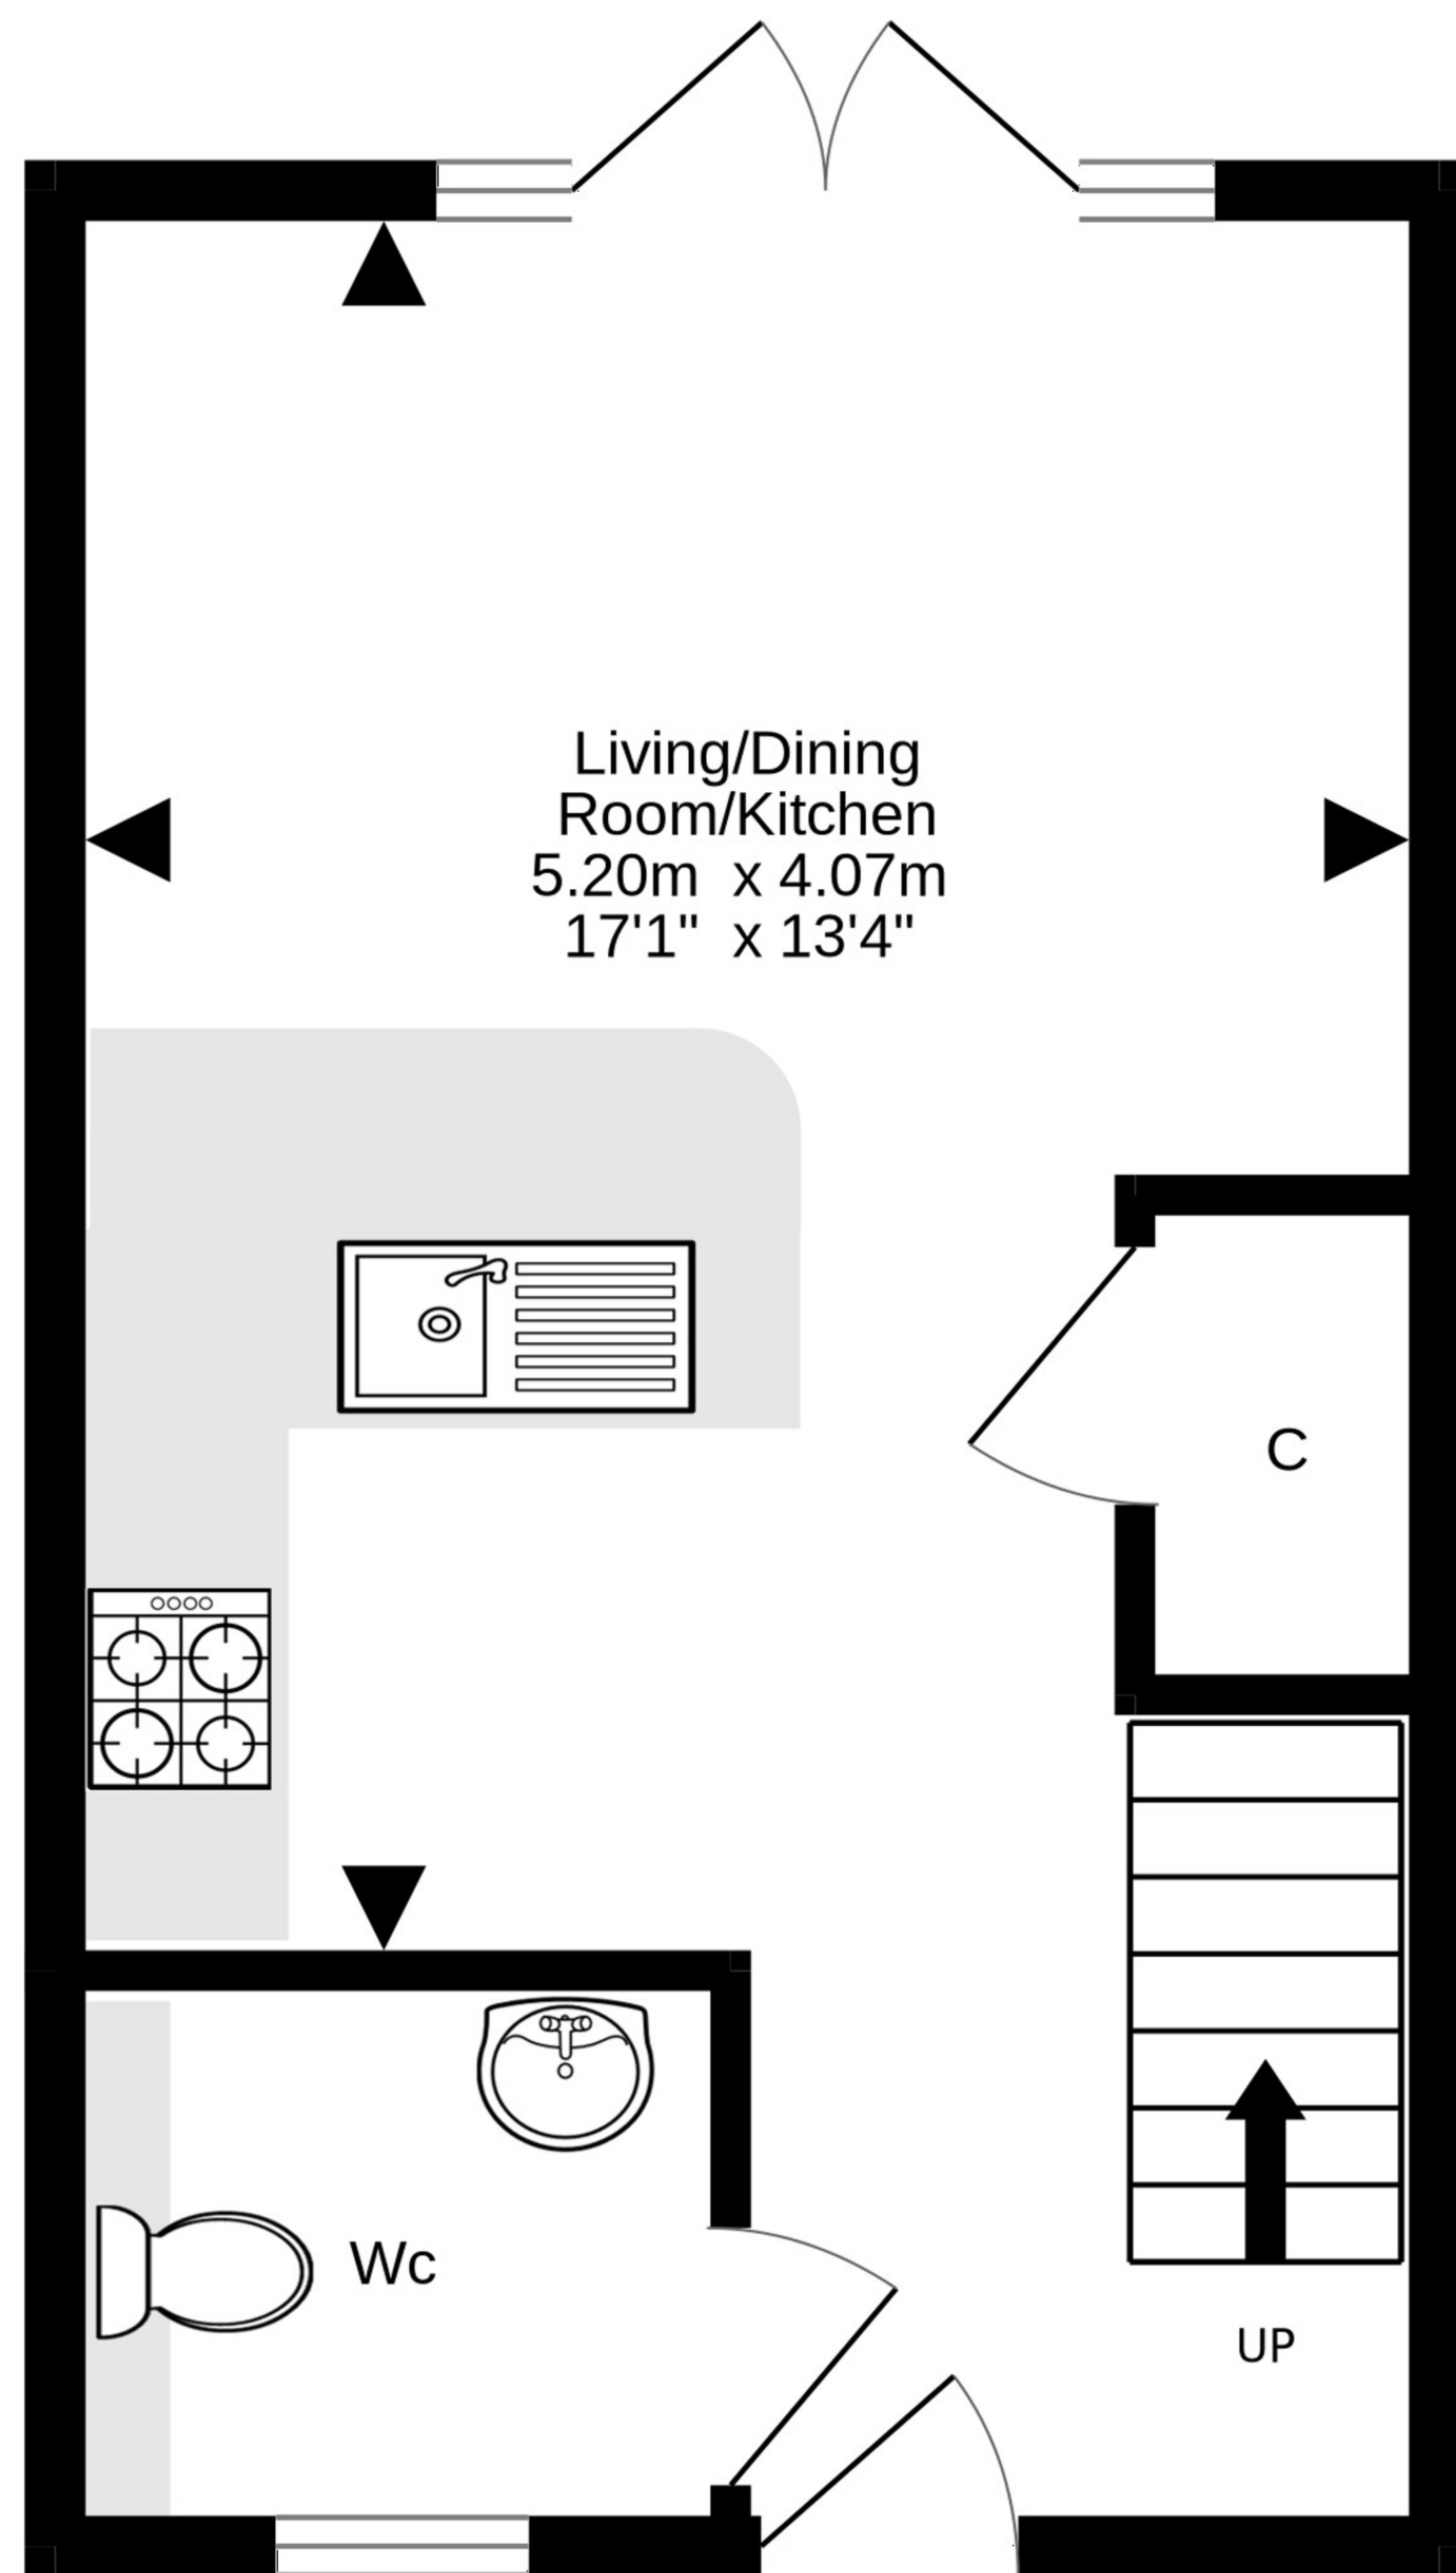 Living/Dining
Room/Kitchen
5.20m x 4.07m
17'1" x 13'4"
C
Wc
UP